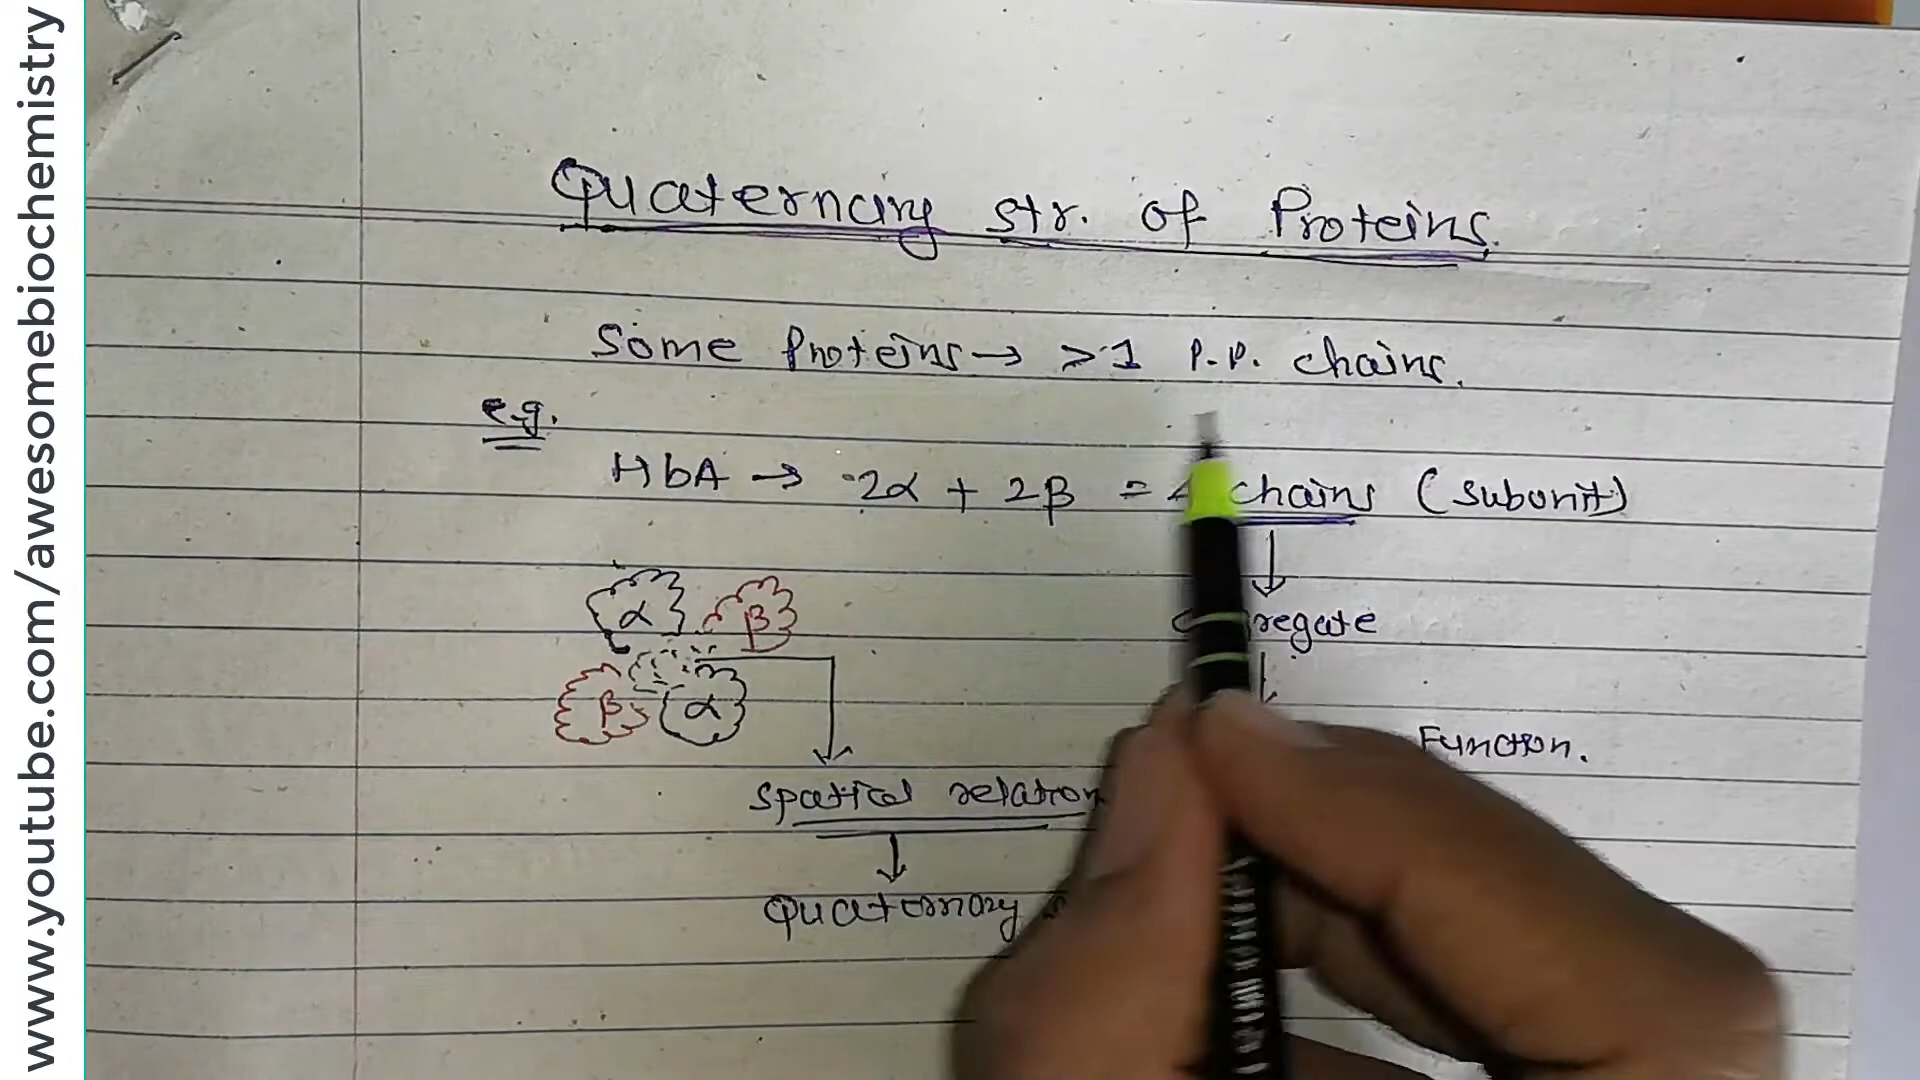 www.youtube.com/awesomebiochemistry
Quaternary str. of Proteins.
Some Proteins → >1 P.P. chains.
e.g.
HbA → 2α + 2β = 4 chains (subunit)
α β
β α
Function.
spatial relation
Quaternary